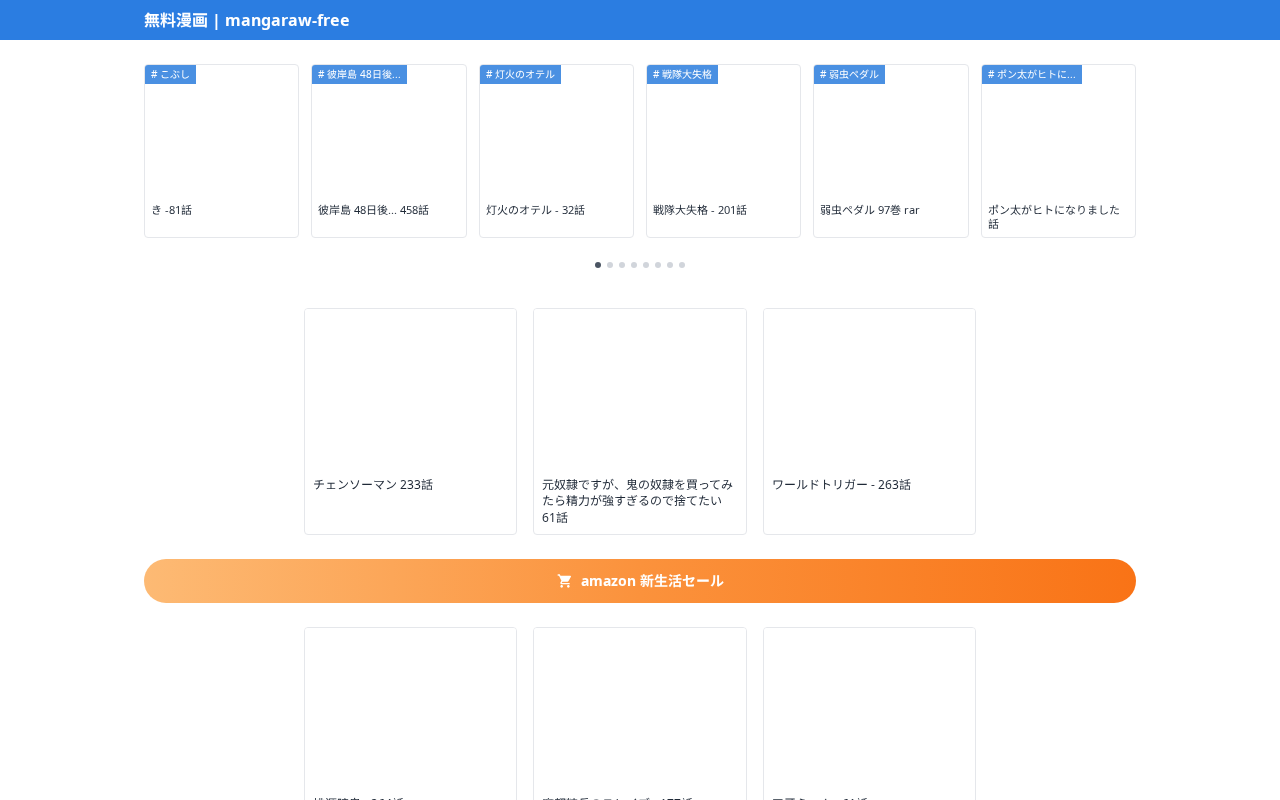 無料漫画 | mangaraw-free
# こぶし
# 彼岸島 48日後...
# 灯火のオテル
# 戦隊大失格
# 弱虫ペダル
# ポン太がヒトに...
き -81話
彼岸島 48日後... 458話
灯火のオテル - 32話
戦隊大失格 - 201話
弱虫ペダル 97巻 rar
ポン太がヒトになりました
話
チェンソーマン 233話
元奴隷ですが、鬼の奴隷を買ってみ
たら精力が強すぎるので捨てたい
61話
ワールドトリガー - 263話
amazon 新生活セール